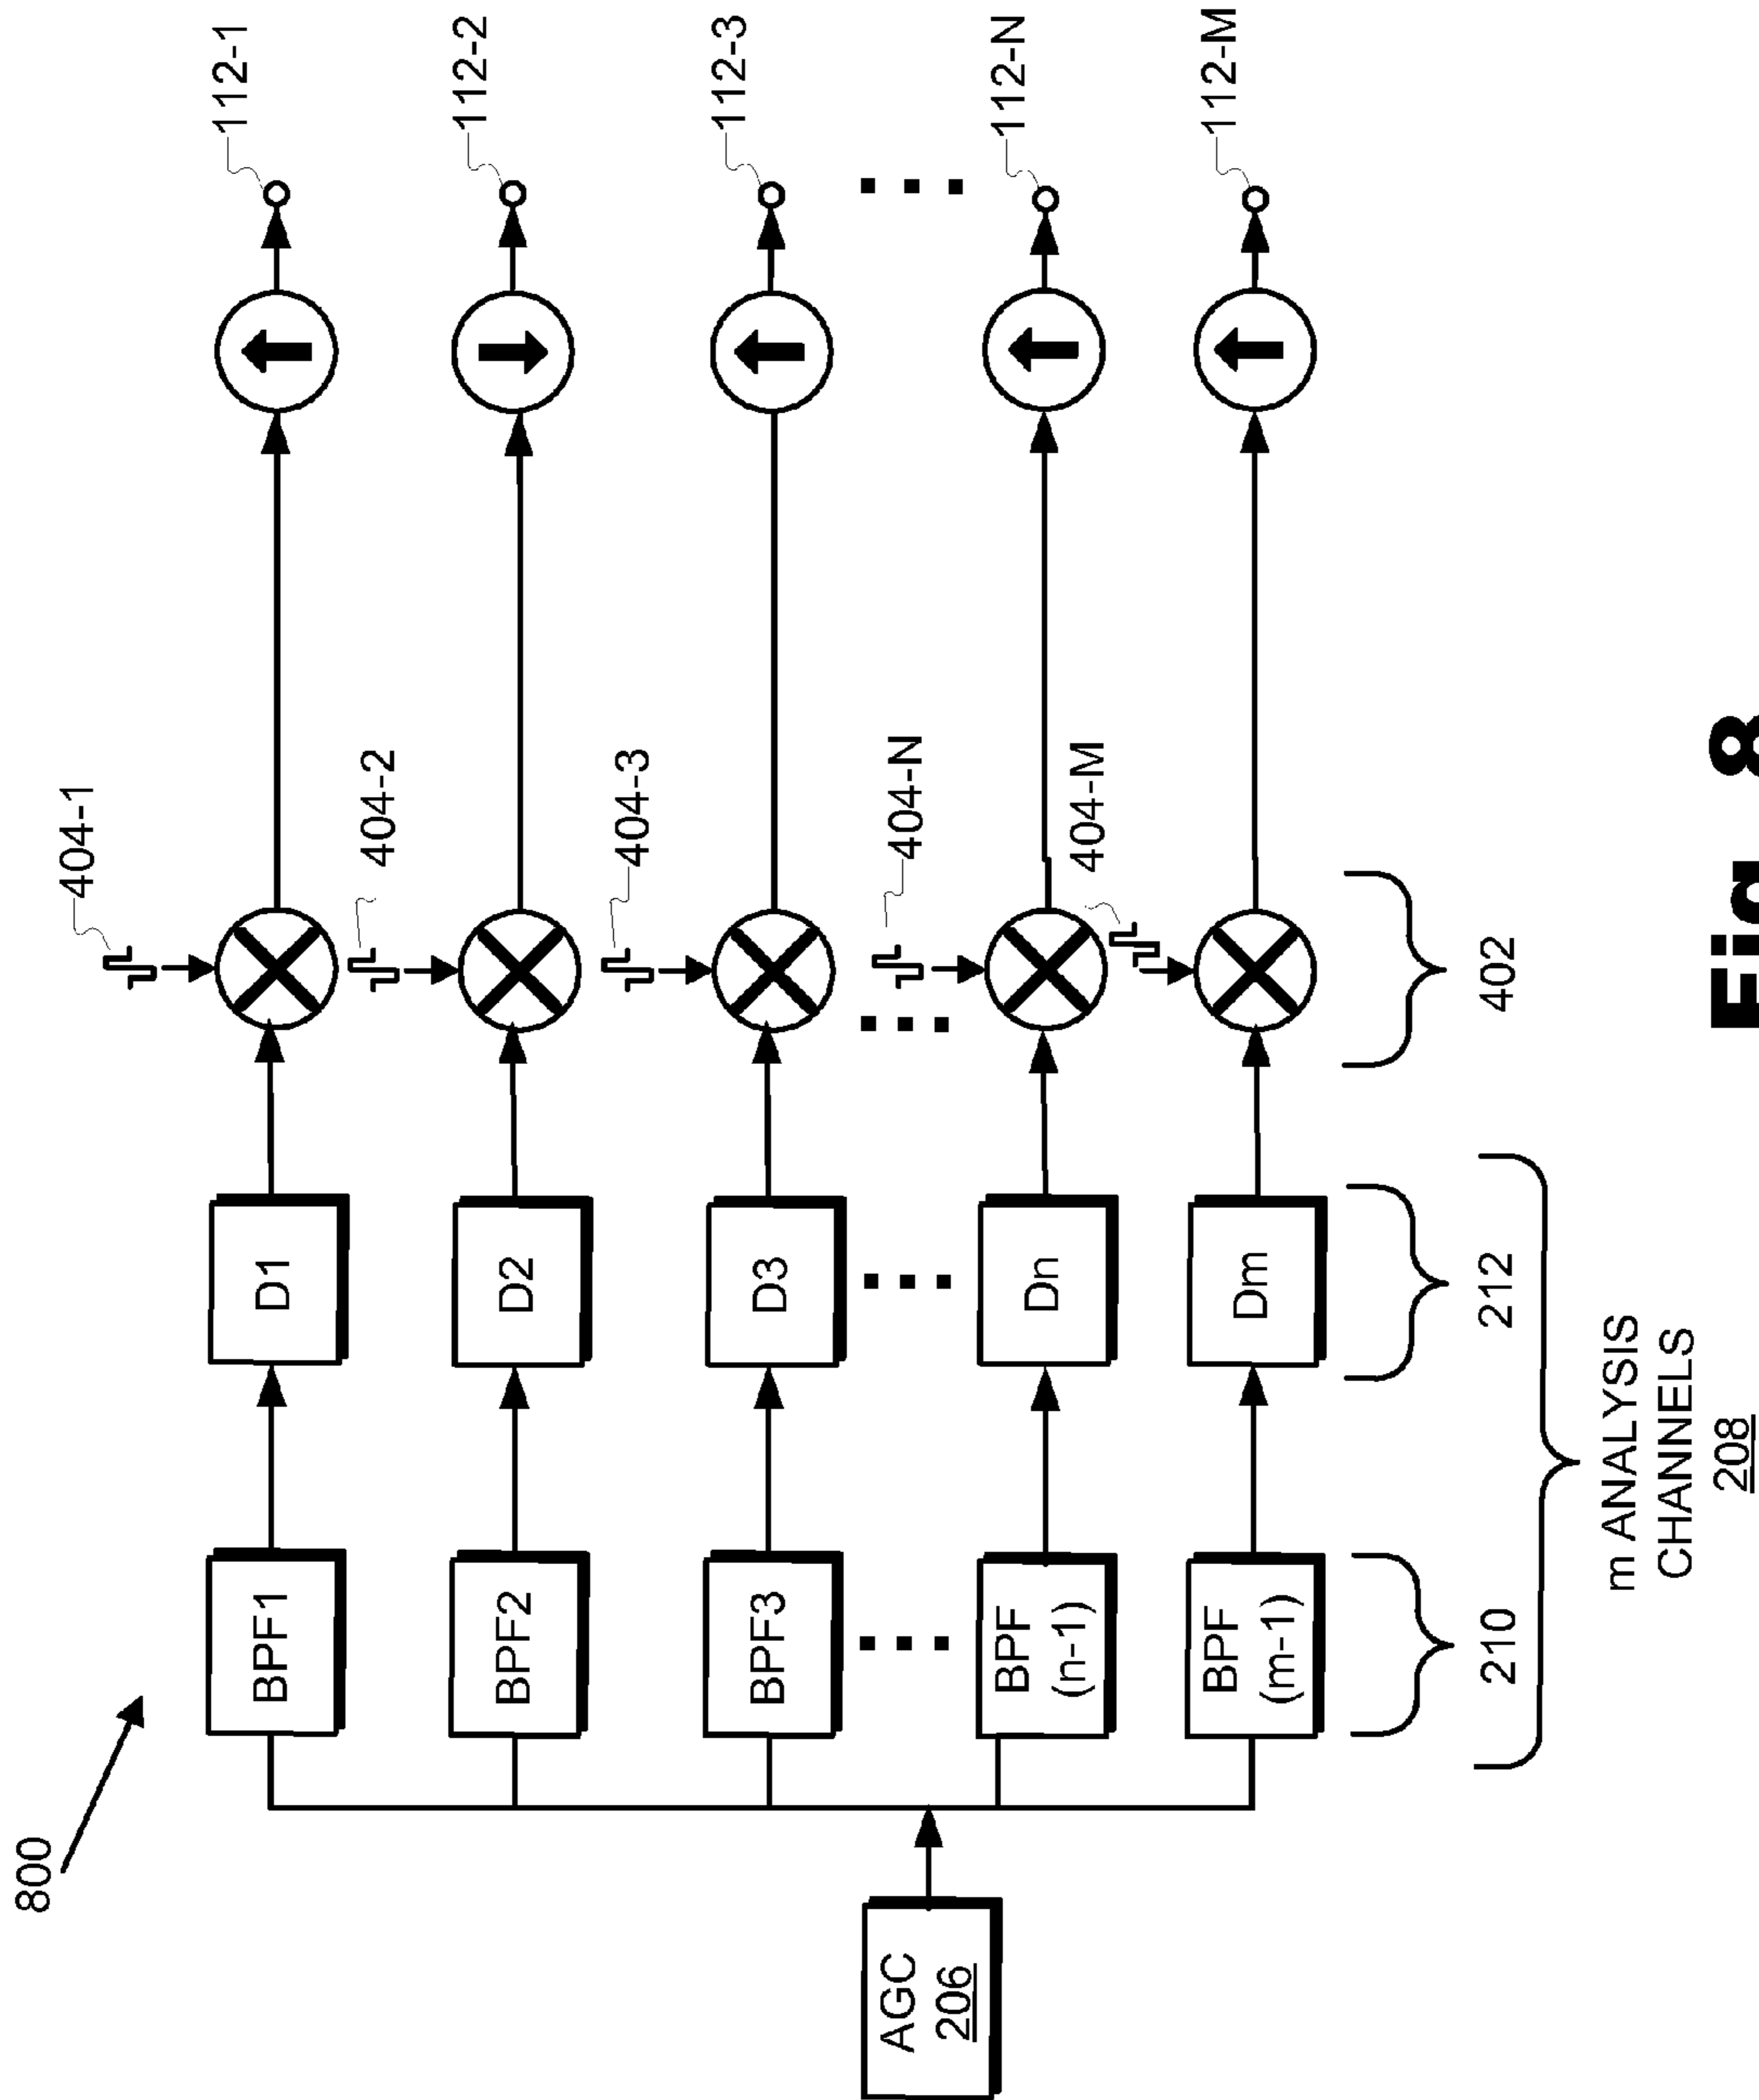 800
AGC
206
BPF1
D1
404-1
112-1
BPF2
D2
404-2
112-2
BPF3
D3
404-3
112-3
BPF
(n-1)
Dn
404-N
112-N
BPF
(m-1)
Dm
404-M
112-M
210
212
402
m ANALYSIS
CHANNELS
208
Fig. 8